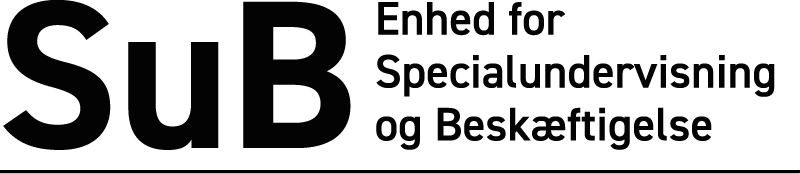 SuB
Enhed for
Specialundervisning
og Beskæftigelse